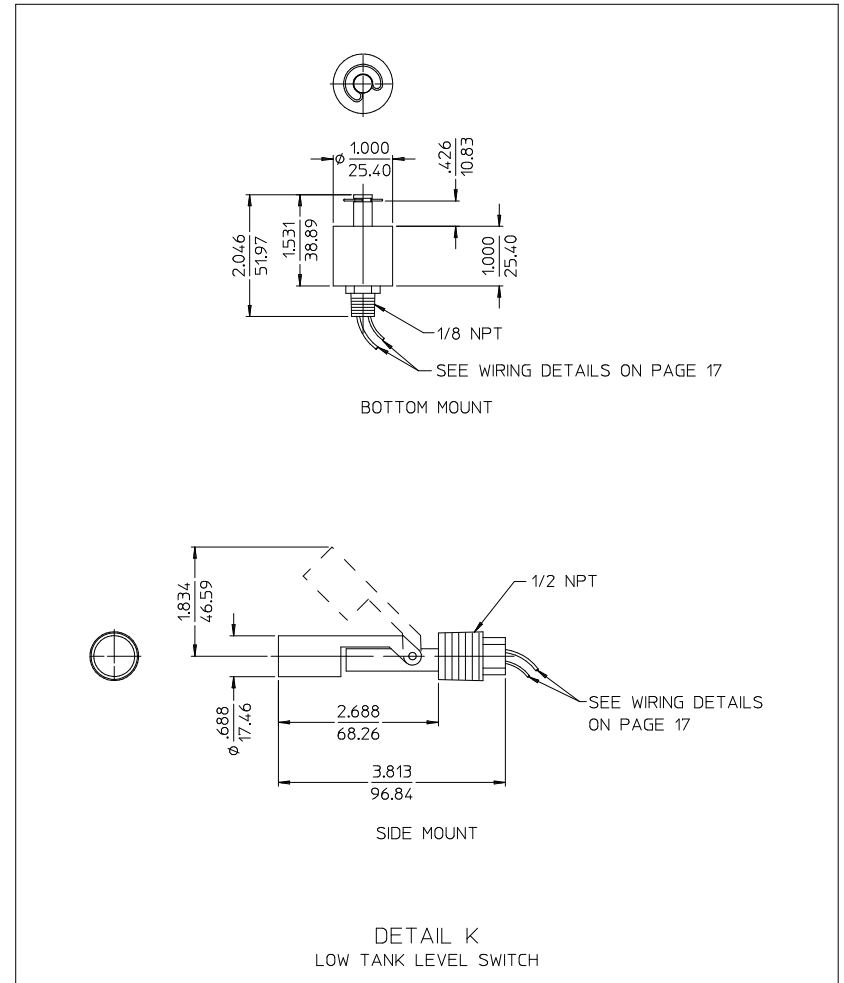 ø 1.000
25.40
.426
10.83
2.046
51.97
1.531
38.89
1.000
25.40
1/8 NPT
SEE WIRING DETAILS ON PAGE 17
BOTTOM MOUNT
1.834
46.59
1/2 NPT
ø .688
17.46
2.688
68.26
SEE WIRING DETAILS
ON PAGE 17
3.813
96.84
SIDE MOUNT
DETAIL K
LOW TANK LEVEL SWITCH